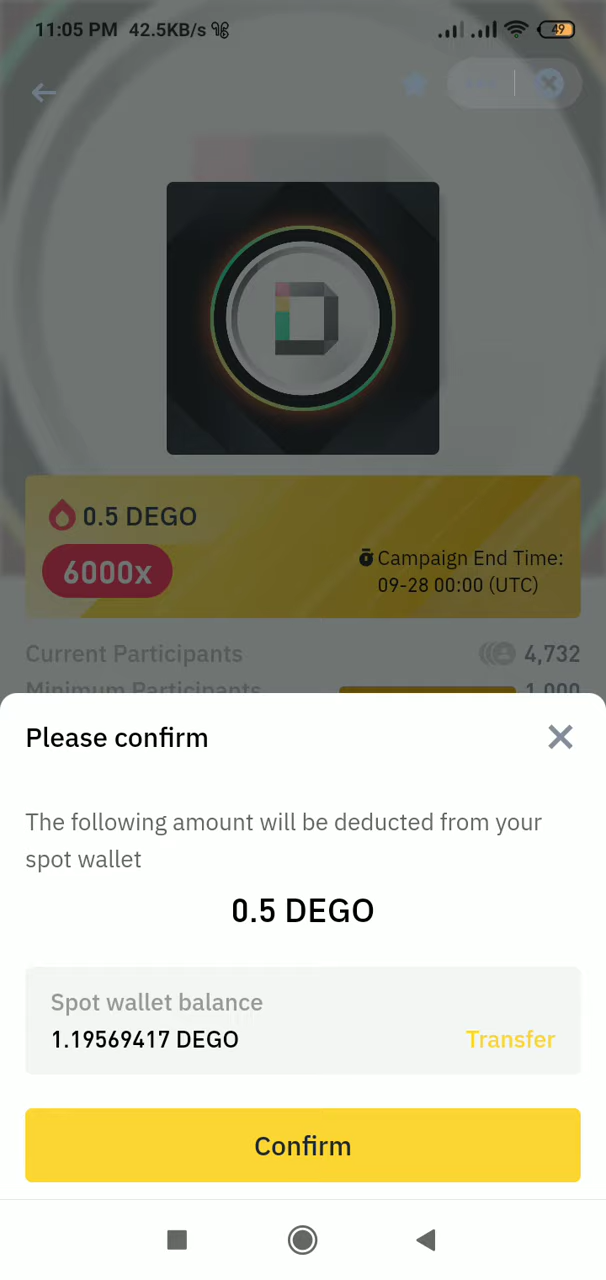 11:05 PM 42.5KB/s
49
0.5 DEGO
6000x
Campaign End Time:
09-28 00:00 (UTC)
Current Participants 4,732
Minimum Participants 1,000
Please confirm
The following amount will be deducted from your
spot wallet
0.5 DEGO
Spot wallet balance
1.19569417 DEGO
Transfer
Confirm